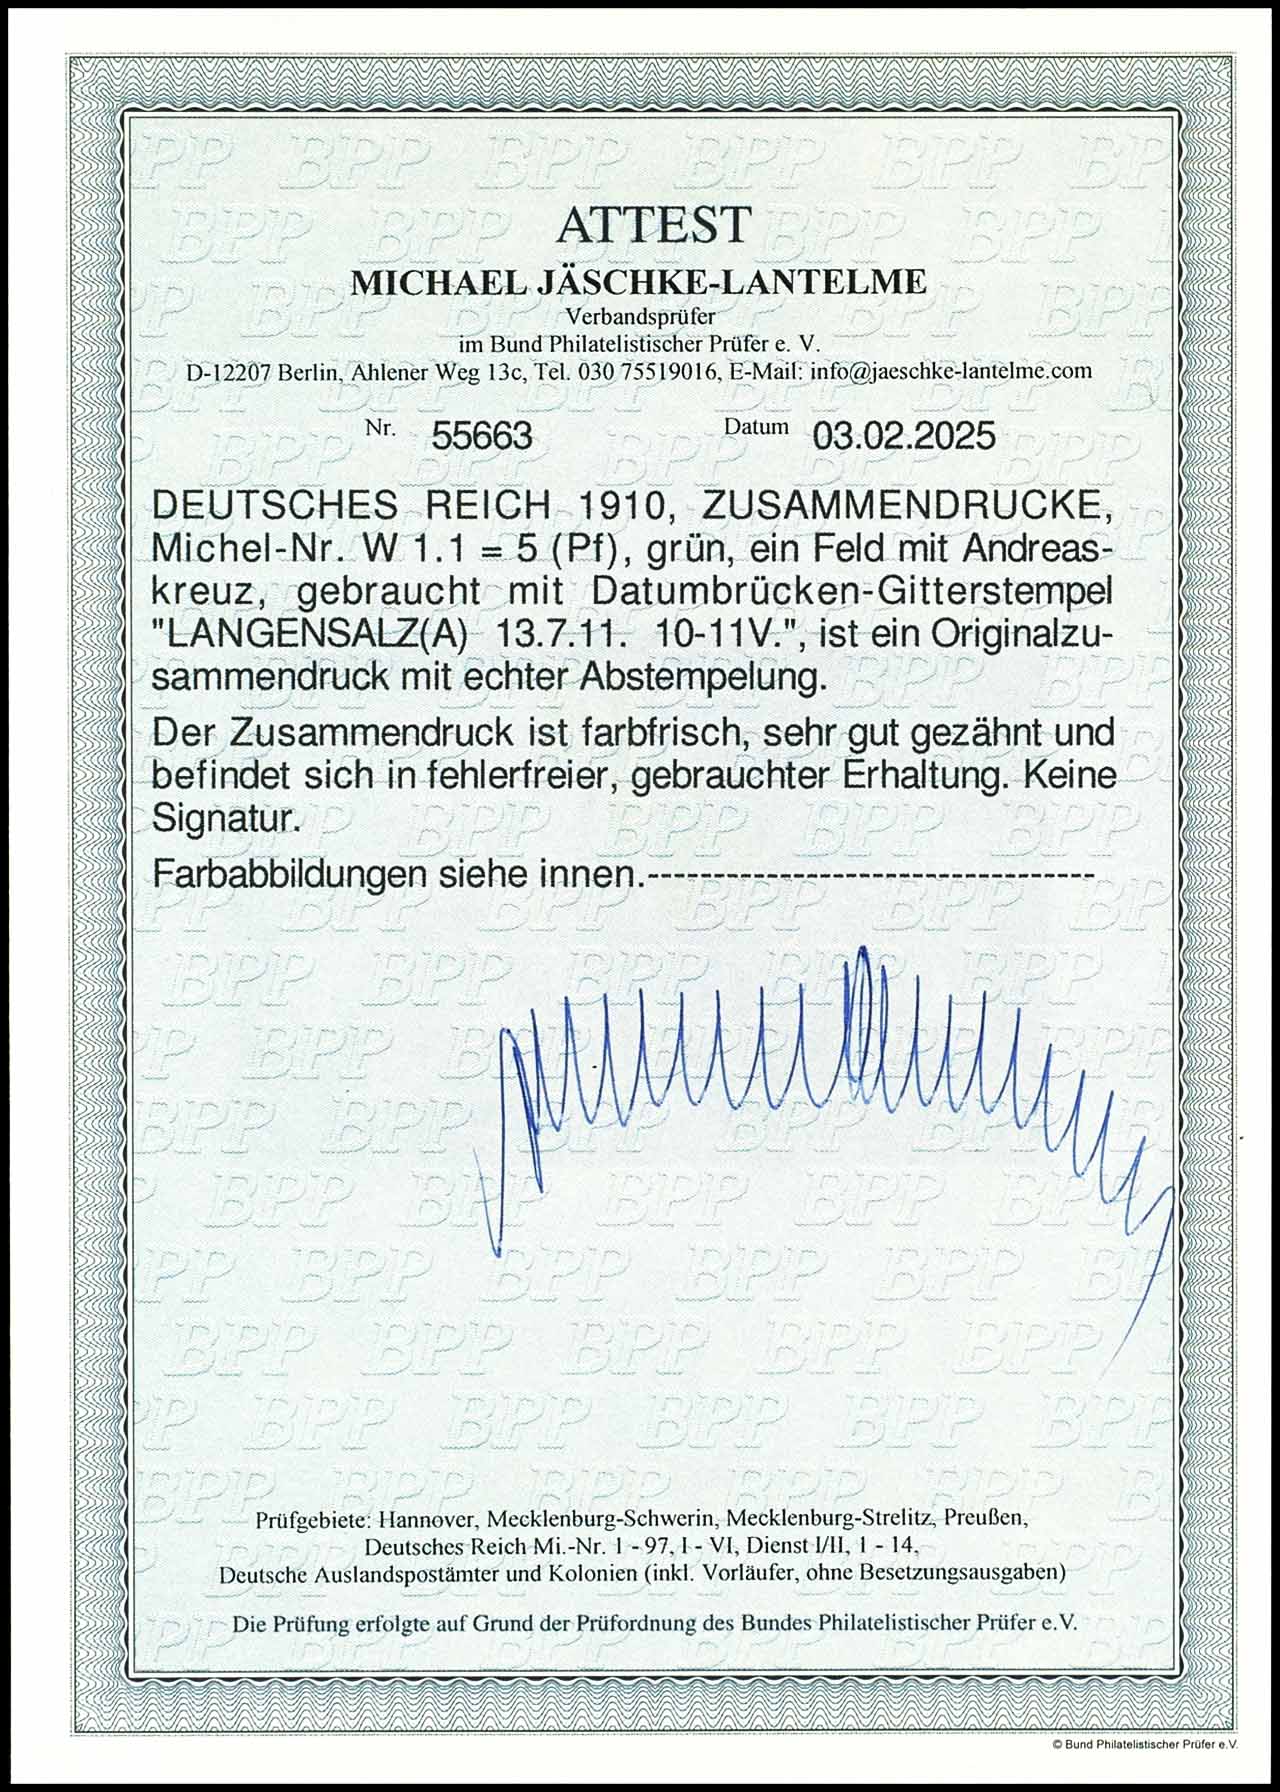 ATTEST
MICHAEL JÄSCHKE-LANTELME
Verbandsprüfer
im Bund Philatelistischer Prüfer e. V.
D-12207 Berlin, Ahlener Weg 13c, Tel. 030 75519016, E-Mail: info@jaeschke-lantelme.com
Nr. 55663 Datum 03.02.2025
DEUTSCHES REICH 1910, ZUSAMMENDRUCKE,
Michel-Nr. W 1.1 = 5 (Pf), grün, ein Feld mit Andreas-
kreuz, gebraucht mit Datumbrücken-Gitterstempel
"LANGENSALZ(A) 13.7.11. 10-11V.", ist ein Originalzu-
sammendruck mit echter Abstempelung.
Der Zusammendruck ist farbfrisch, sehr gut gezähnt und
befindet sich in fehlerfreier, gebrauchter Erhaltung. Keine
Signatur.
Farbabbildungen siehe innen.----------------------------------
Prüfgebiete: Hannover, Mecklenburg-Schwerin, Mecklenburg-Strelitz, Preußen,
Deutsches Reich Mi.-Nr. 1 - 97, I - VI, Dienst I/II, 1 - 14,
Deutsche Auslandspostämter und Kolonien (inkl. Vorläufer, ohne Besetzungsausgaben)
Die Prüfung erfolgte auf Grund der Prüfordnung des Bundes Philatelistischer Prüfer e.V.
© Bund Philatelistischer Prüfer e.V.